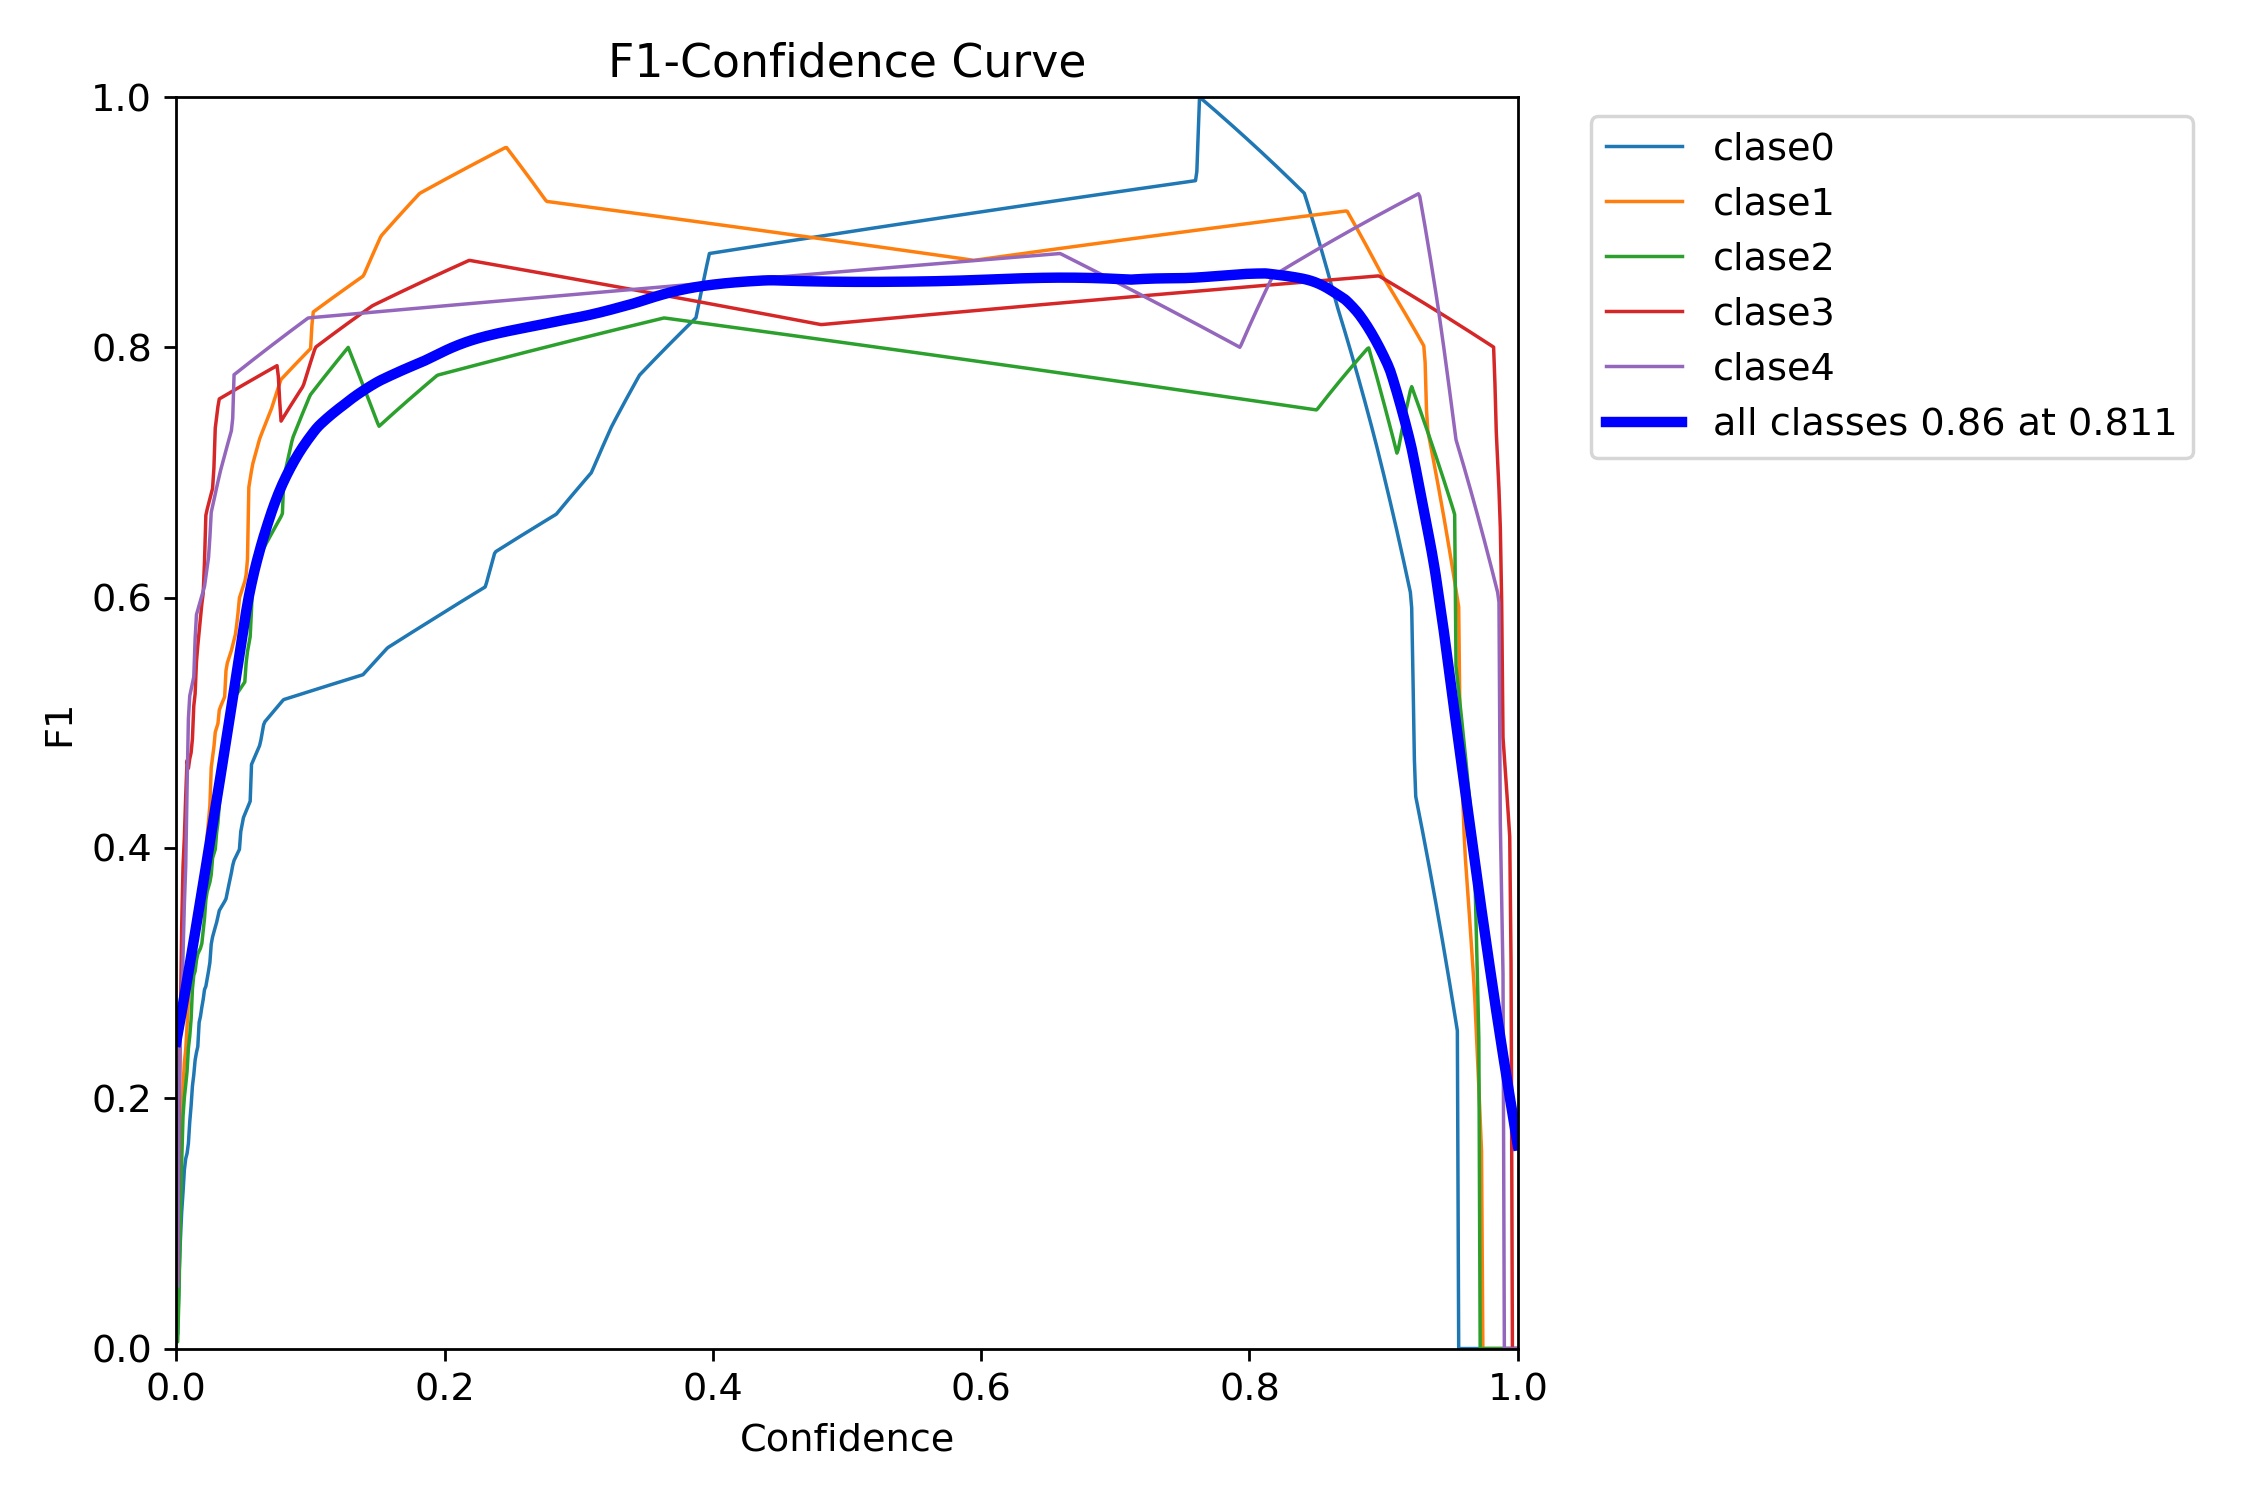 F1-Confidence Curve
1.0
0.8
0.6
0.4
0.2
0.0
F1
0.0 0.2 0.4 0.6 0.8 1.0
Confidence
clase0
clase1
clase2
clase3
clase4
all classes 0.86 at 0.811